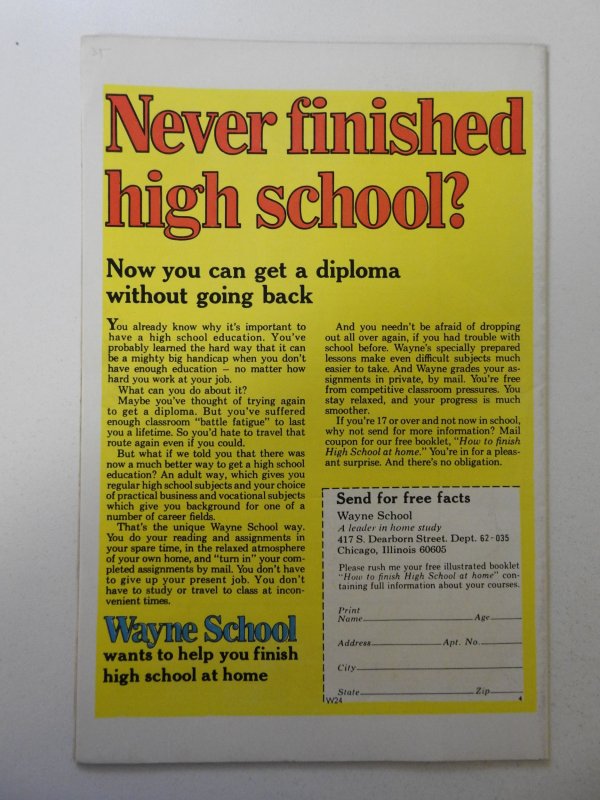 35
Never finished
high school?
Now you can get a diploma
without going back
You already know why it's important to
have a high school education. You've
probably learned the hard way that it can
be a mighty big handicap when you don't
have enough education – no matter how
hard you work at your job.
What can you do about it?
Maybe you've thought of trying again
to get a diploma. But you've suffered
enough classroom "battle fatigue" to last
you a lifetime. So you'd hate to travel that
route again even if you could.
But what if we told you that there was
now a much better way to get a high school
education? An adult way, which gives you
regular high school subjects and your choice
of practical business and vocational subjects
which give you background for one of a
number of career fields.
That's the unique Wayne School way.
You do your reading and assignments in
your spare time, in the relaxed atmosphere
of your own home, and "turn in" your com-
pleted assignments by mail. You don't have
to give up your present job. You don't
have to study or travel to class at incon-
venient times.
Wayne School
wants to help you finish
high school at home
And you needn't be afraid of dropping
out all over again, if you had trouble with
school before. Wayne's specially prepared
lessons make even difficult subjects much
easier to take. And Wayne grades your as-
signments in private, by mail. You're free
from competitive classroom pressures. You
stay relaxed, and your progress is much
smoother.
If you're 17 or over and not now in school,
why not send for more information? Mail
coupon for our free booklet, "How to finish
High School at home." You're in for a pleas-
ant surprise. And there's no obligation.
Send for free facts
Wayne School
A leader in home study
417 S. Dearborn Street. Dept. 62-035
Chicago, Illinois 60605
Please rush me your free illustrated booklet
"How to finish High School at home" con-
taining full information about your courses.
Print
Name Age
Address Apt. No.
City
State Zip
W24 4